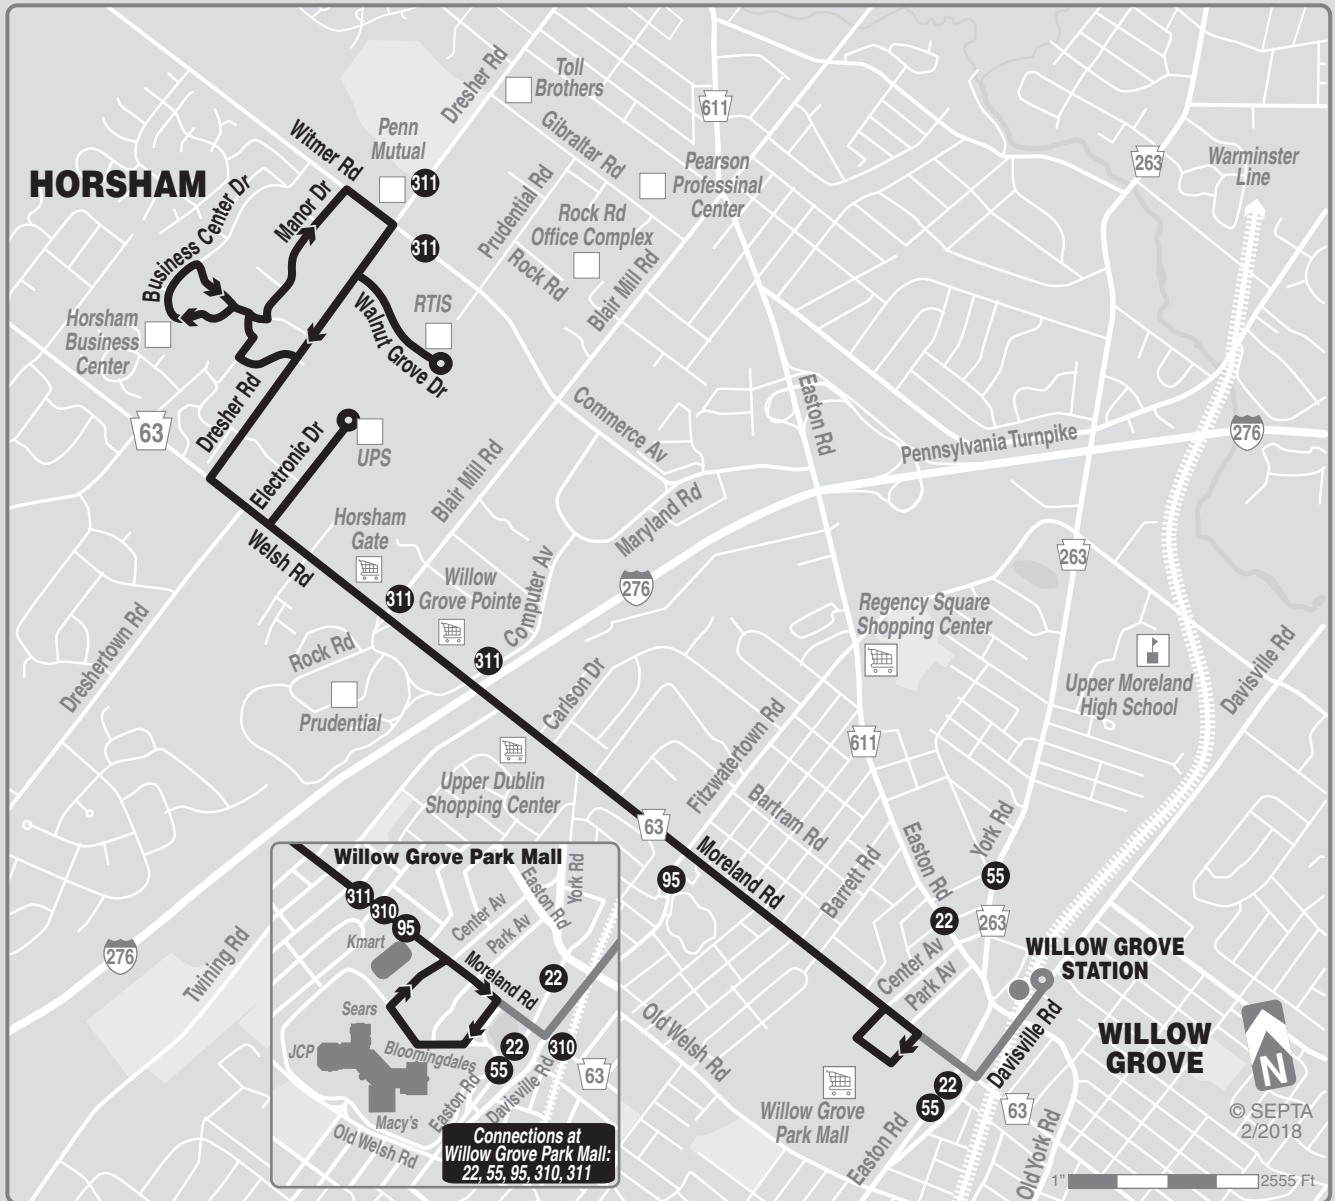 HORSHAM
Witmer Rd
Penn
Mutual
311
Dresher Rd
Toll
Brothers
Gibraltar Rd
611
Pearson
Professinal
Center
263
Warminster
Line
Business Center Dr
Manor Dr
311
Prudential Rd
Rock Rd
Office Complex
Rock Rd
Blair Mill Rd
Horsham
Business
Center
RTIS
Walnut Grove Dr
63
Dresher Rd
Electronic Dr
UPS
Commerce Av
Easton Rd
Pennsylvania Turnpike
276
Blair Mill Rd
Maryland Rd
Horsham
Gate
Welsh Rd
311
Willow
Grove Pointe
Computer Av
276
263
311
Regency Square
Shopping Center
Dreshertown Rd
Rock Rd
Prudential
Carlson Dr
Upper Moreland
High School
Davisville Rd
Upper Dublin
Shopping Center
611
Fitzwatertown Rd
Bartram Rd
63
Moreland Rd
Barrett Rd
Easton Rd
York Rd
95
55
22
263
Center Av
Park Av
WILLOW GROVE
STATION
276
Twining Rd
Old Welsh Rd
Davisville Rd
WILLOW
GROVE
N
22
55
63
Willow Grove
Park Mall
Easton Rd
Old York Rd
© SEPTA
2/2018
1"
2555 Ft
Willow Grove Park Mall
311
310
95
Kmart
Center Av
Park Av
Easton Rd
York Rd
Moreland Rd
22
Sears
JCP
Bloomingdales
22
310
55
63
Easton Rd
Davisville Rd
Macy's
Old Welsh Rd
Connections at
Willow Grove Park Mall:
22, 55, 95, 310, 311